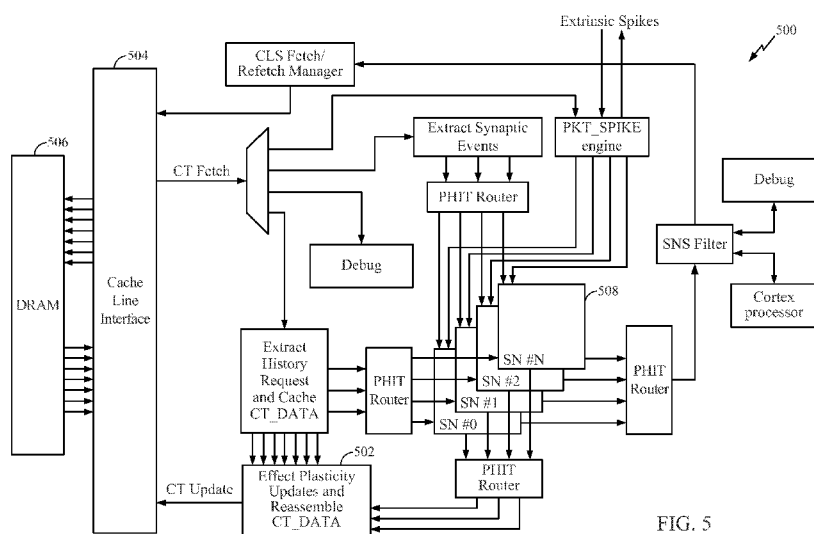 Extrinsic Spikes
500
504
CLS Fetch/
Refetch Manager
506
CT Fetch
Extract Synaptic
Events
PKT_SPIKE
engine
Debug
PHIT Router
SNS Filter
Debug
DRAM
Cache
Line
Interface
508
Cortex
processor
Extract
History
Request
and Cache
CT_DATA
PHIT
Router
SN #N
SN #2
SN #1
SN #0
PHIT
Router
502
CT Update
Effect Plasticity
Updates and
Reassemble
CT_DATA
PHIT
Router
FIG. 5